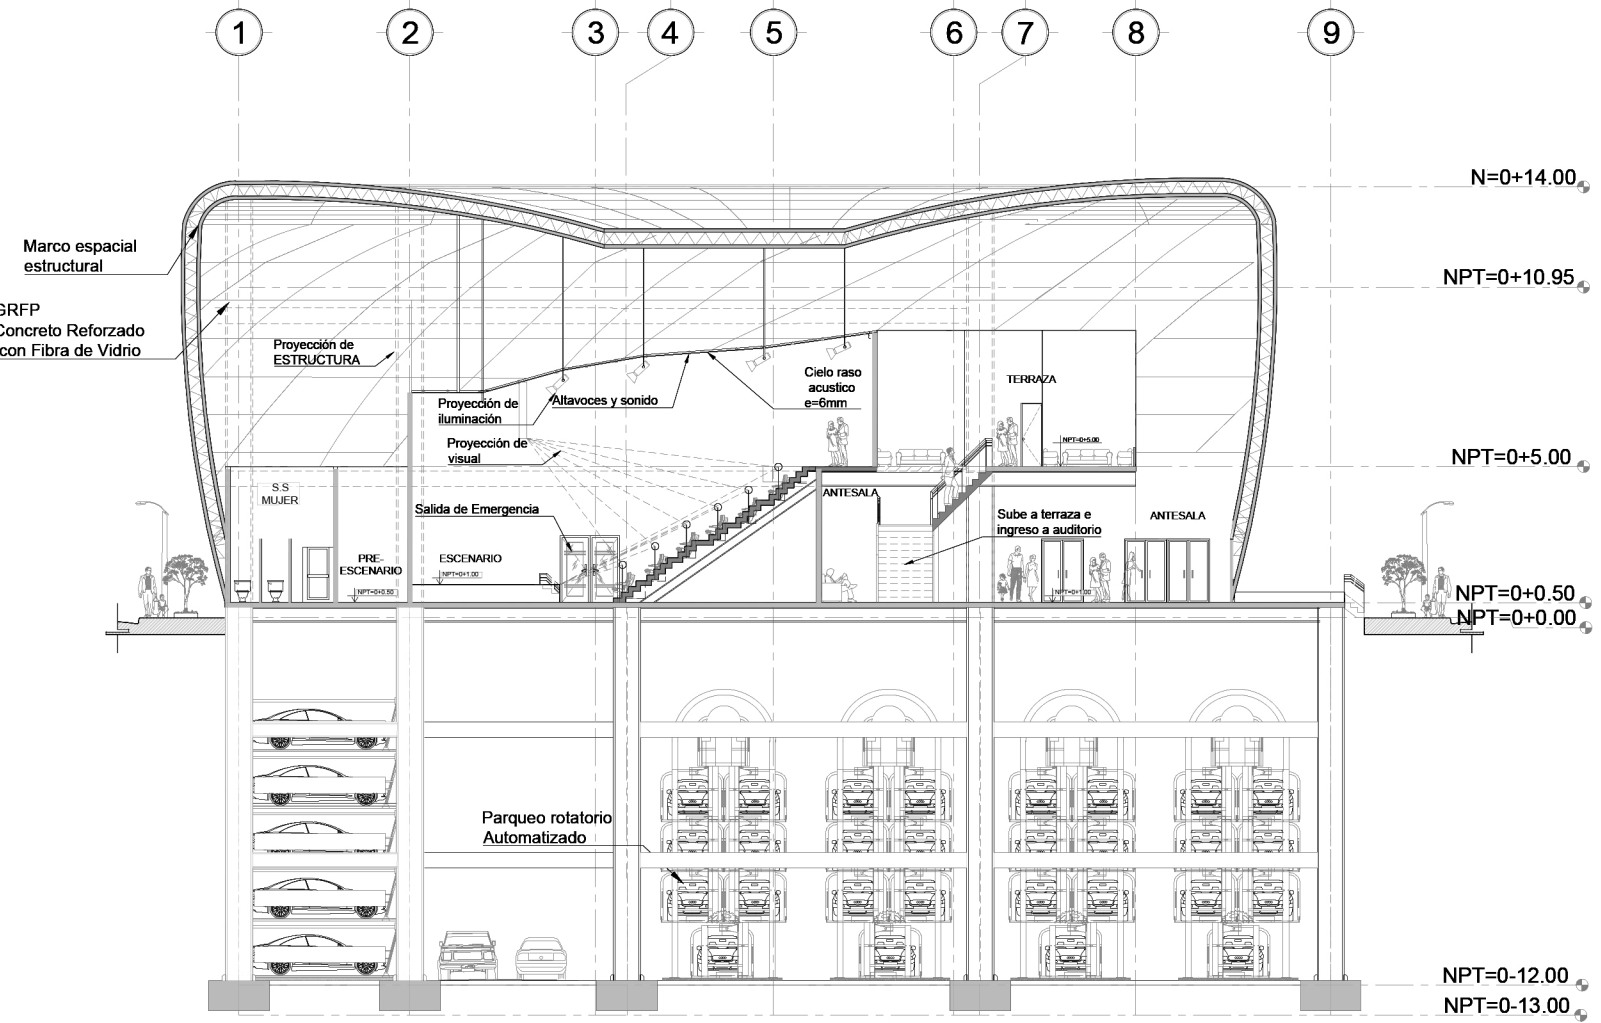 1
2
3
4
5
6
7
8
9
N=0+14.00
Marco espacial
estructural
NPT=0+10.95
GRFP
Concreto Reforzado
con Fibra de Vidrio
Proyección de
ESTRUCTURA
Cielo raso
acustico
e=6mm
TERRAZA
Proyección de
iluminación
Altavoces y sonido
Proyección de
visual
NPT=0+5.00
NPT=0+5.00
S.S
MUJER
ANTESALA
Salida de Emergencia
Sube a terraza e
ingreso a auditorio
ANTESALA
PRE-
ESCENARIO
ESCENARIO
NPT=0+1.00
NPT=0+0.50
NPT=0+1.00
NPT=0+0.50
NPT=0+0.00
Parqueo rotatorio
Automatizado
NPT=0-12.00
NPT=0-13.00